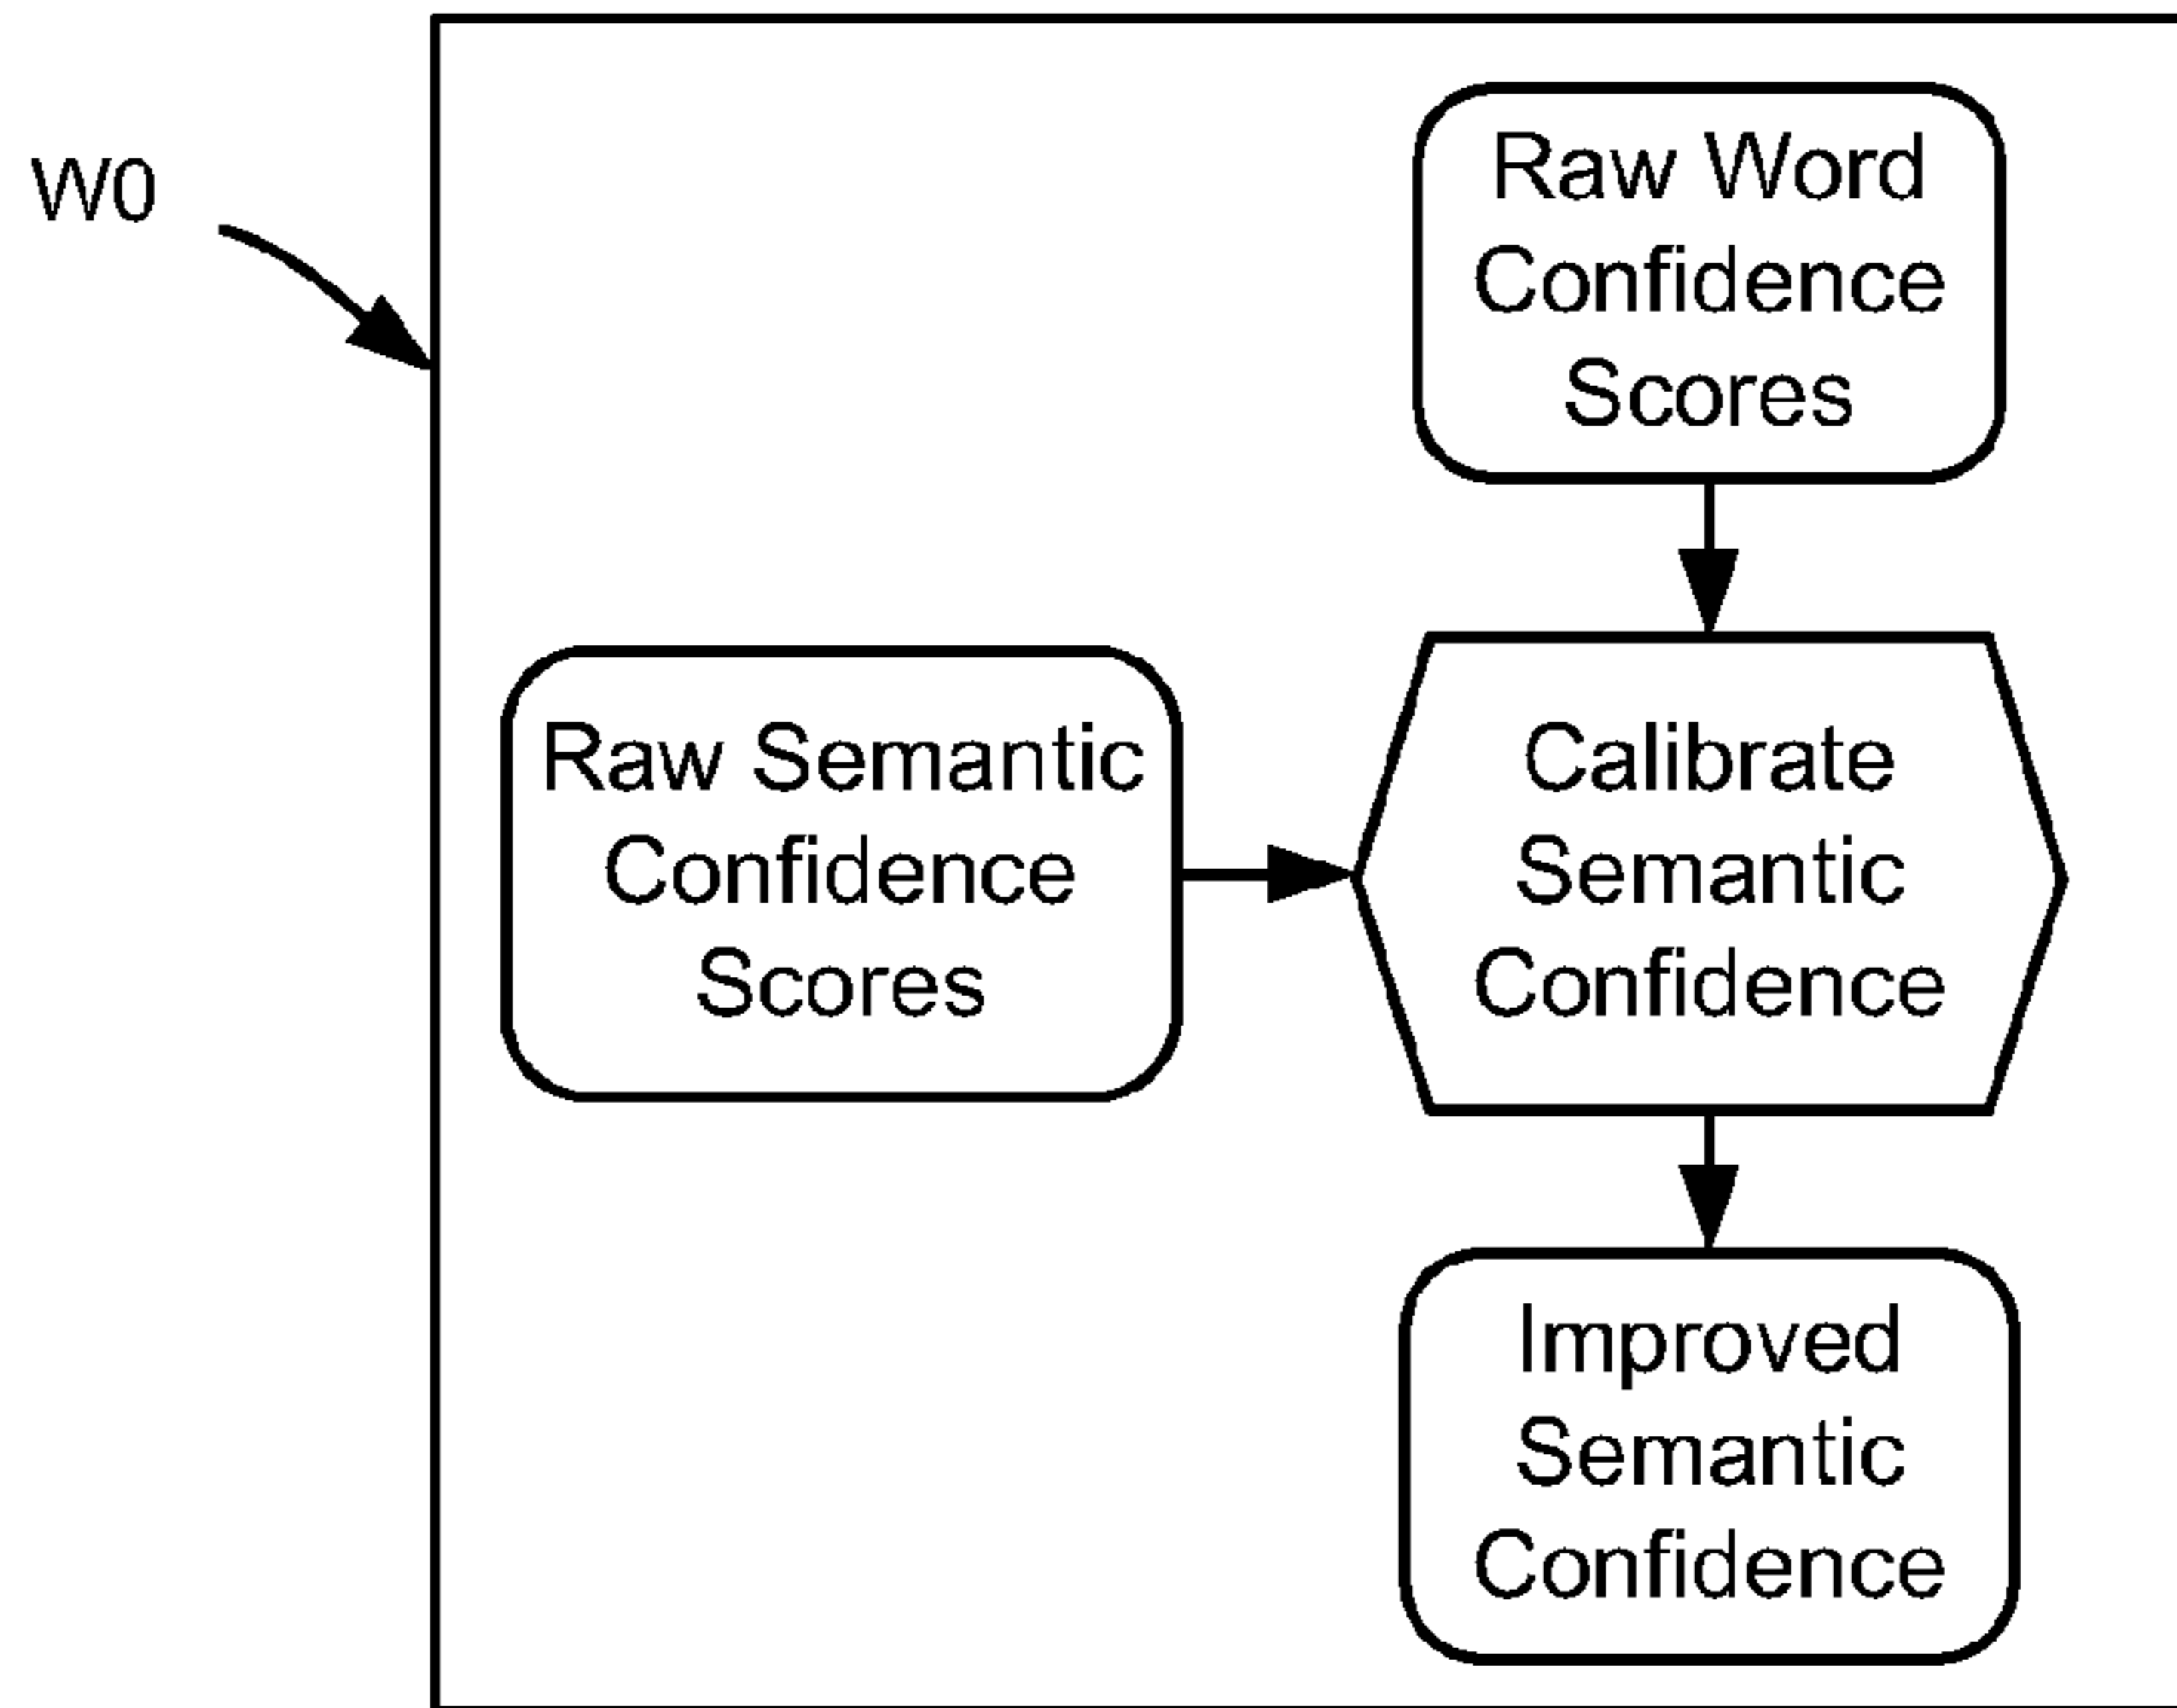 W0
Raw Word
Confidence
Scores
Raw Semantic
Confidence
Scores
Calibrate
Semantic
Confidence
Improved
Semantic
Confidence